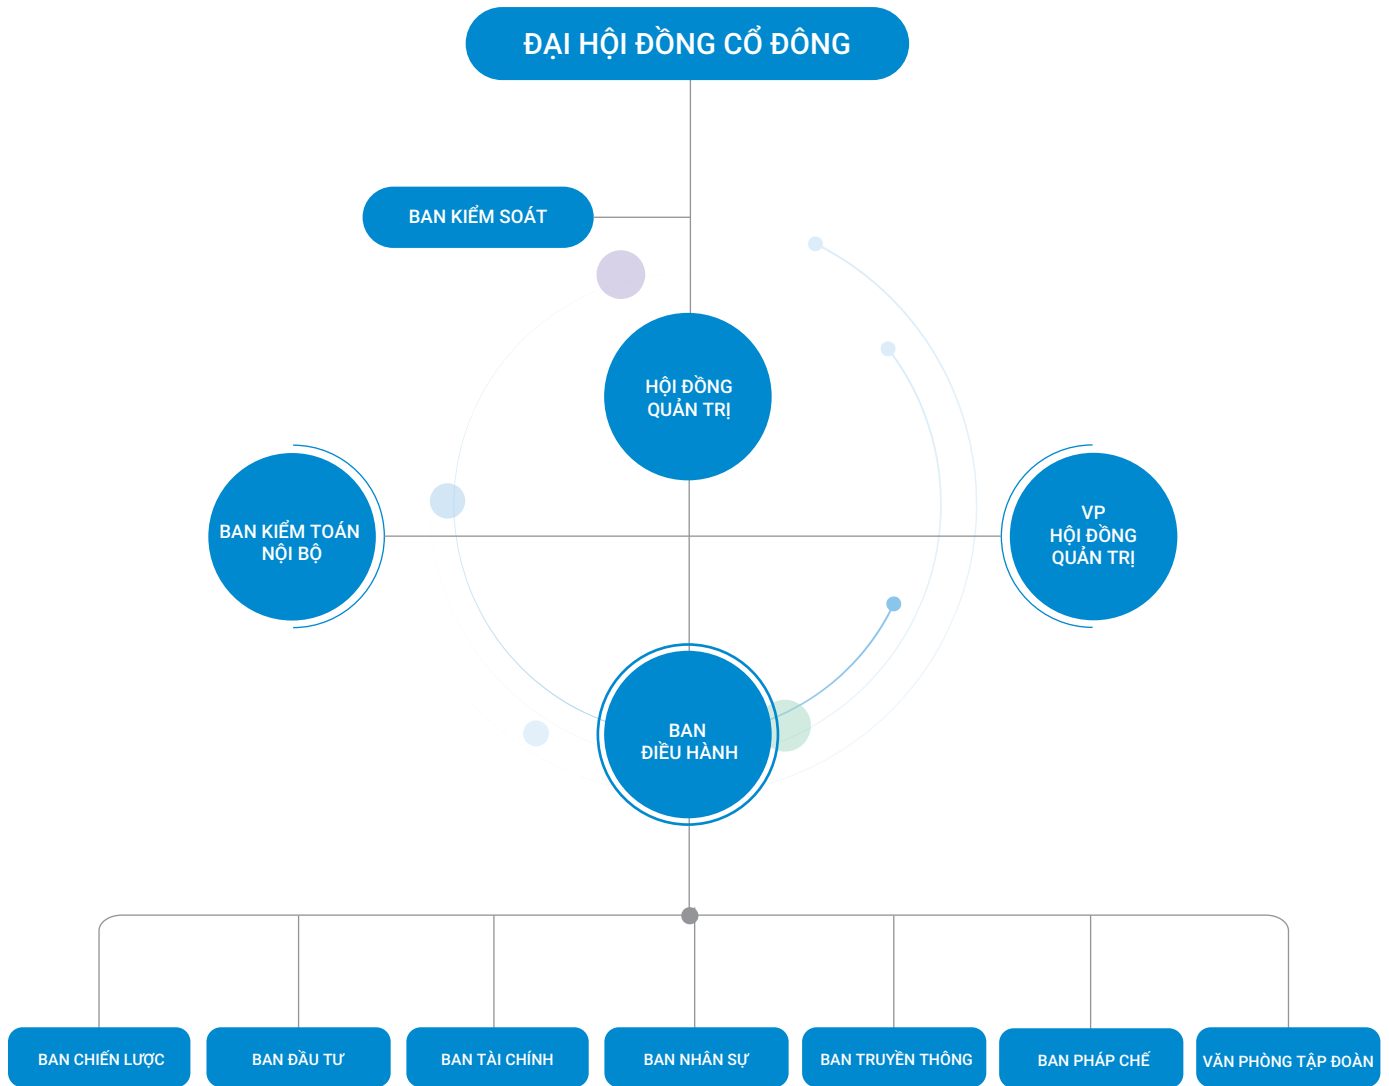 ĐẠI HỘI ĐỒNG CỔ ĐÔNG
BAN KIỂM SOÁT
HỘI ĐỒNG
QUẢN TRỊ
BAN KIỂM TOÁN
NỘI BỘ
VP
HỘI ĐỒNG
QUẢN TRỊ
BAN
ĐIỀU HÀNH
BAN CHIẾN LƯỢC
BAN ĐẦU TƯ
BAN TÀI CHÍNH
BAN NHÂN SỰ
BAN TRUYỀN THÔNG
BAN PHÁP CHẾ
VĂN PHÒNG TẬP ĐOÀN